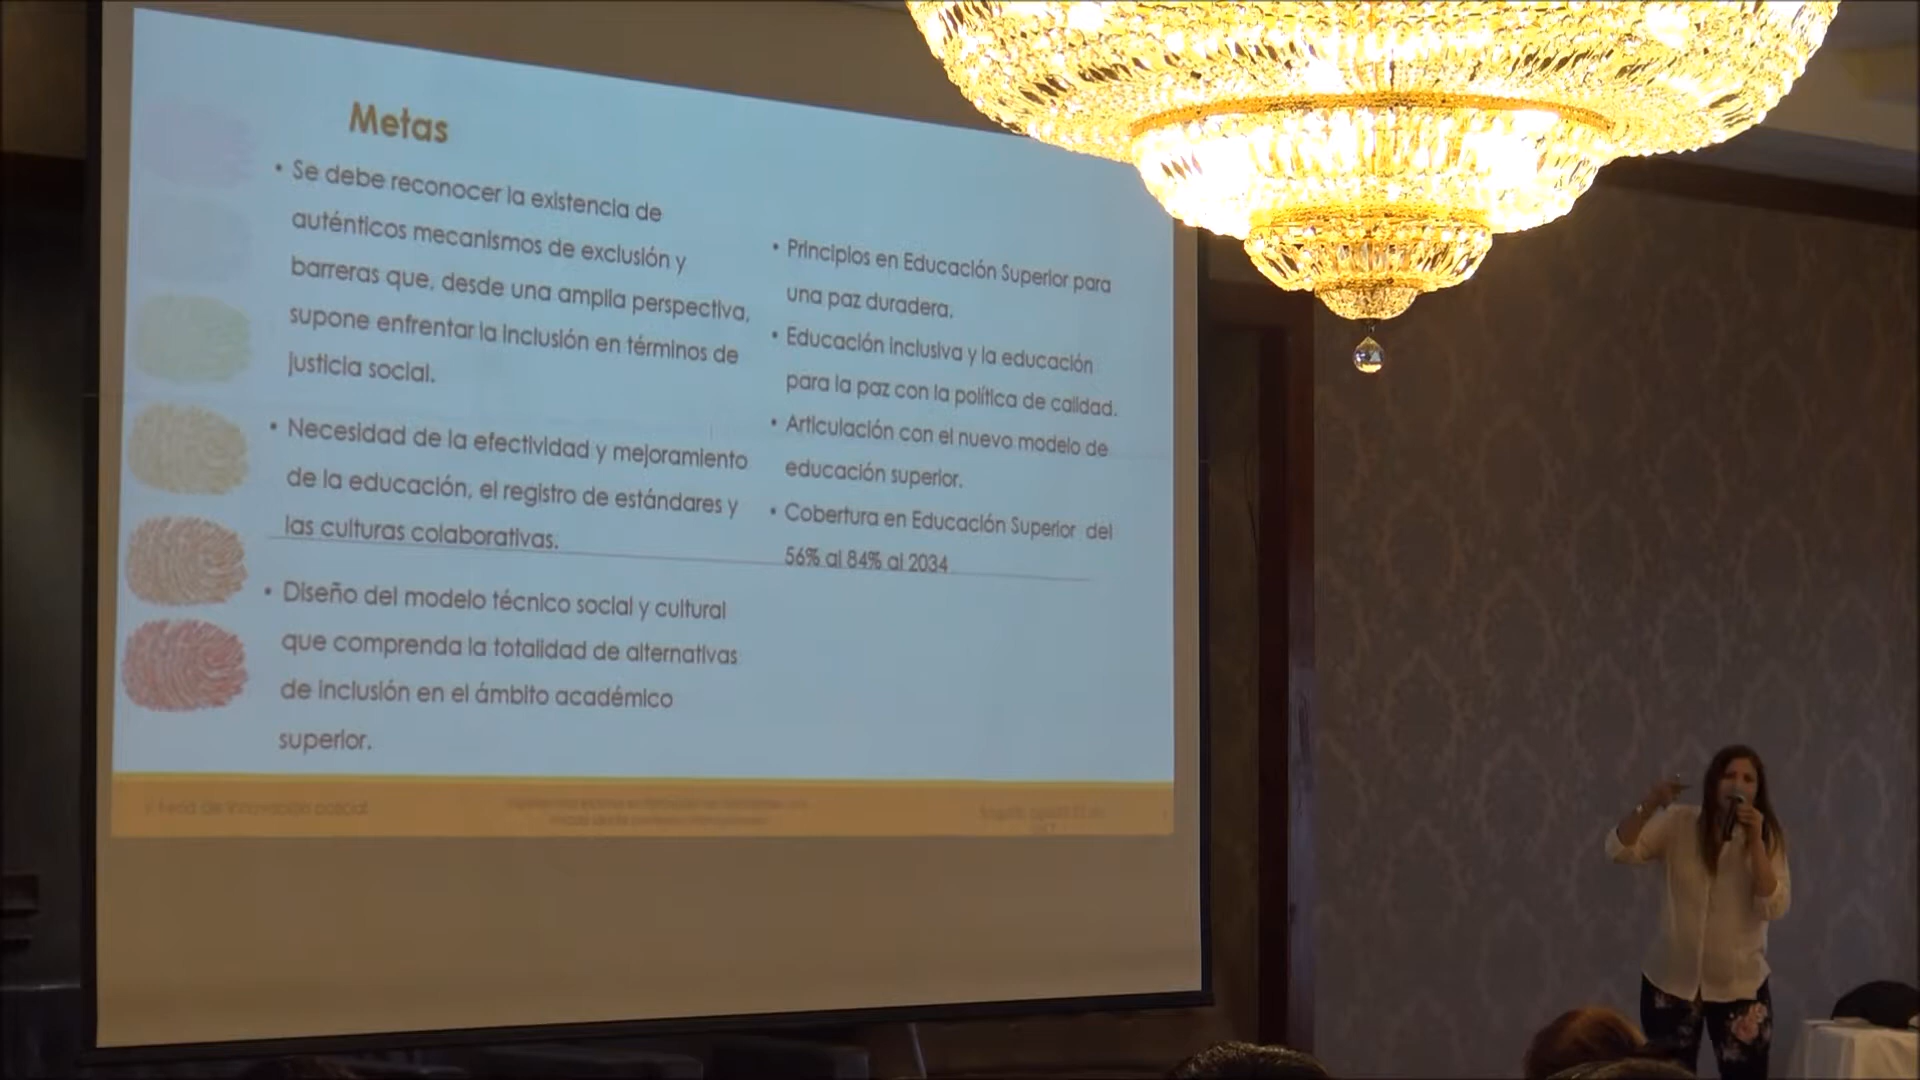 Metas
• Se debe reconocer la existencia de
auténticos mecanismos de exclusión y
barreras que, desde una amplia perspectiva,
supone enfrentar la inclusión en términos de
justicia social.
• Necesidad de la efectividad y mejoramiento
de la educación, el registro de estándares y
las culturas colaborativas.
• Diseño del modelo técnico social y cultural
que comprenda la totalidad de alternativas
de inclusión en el ámbito académico
superior.
• Principios en Educación Superior para
una paz duradera.
• Educación inclusiva y la educación
para la paz con la política de calidad.
• Articulación con el nuevo modelo de
educación superior.
• Cobertura en Educación Superior del
56% al 84% al 2034